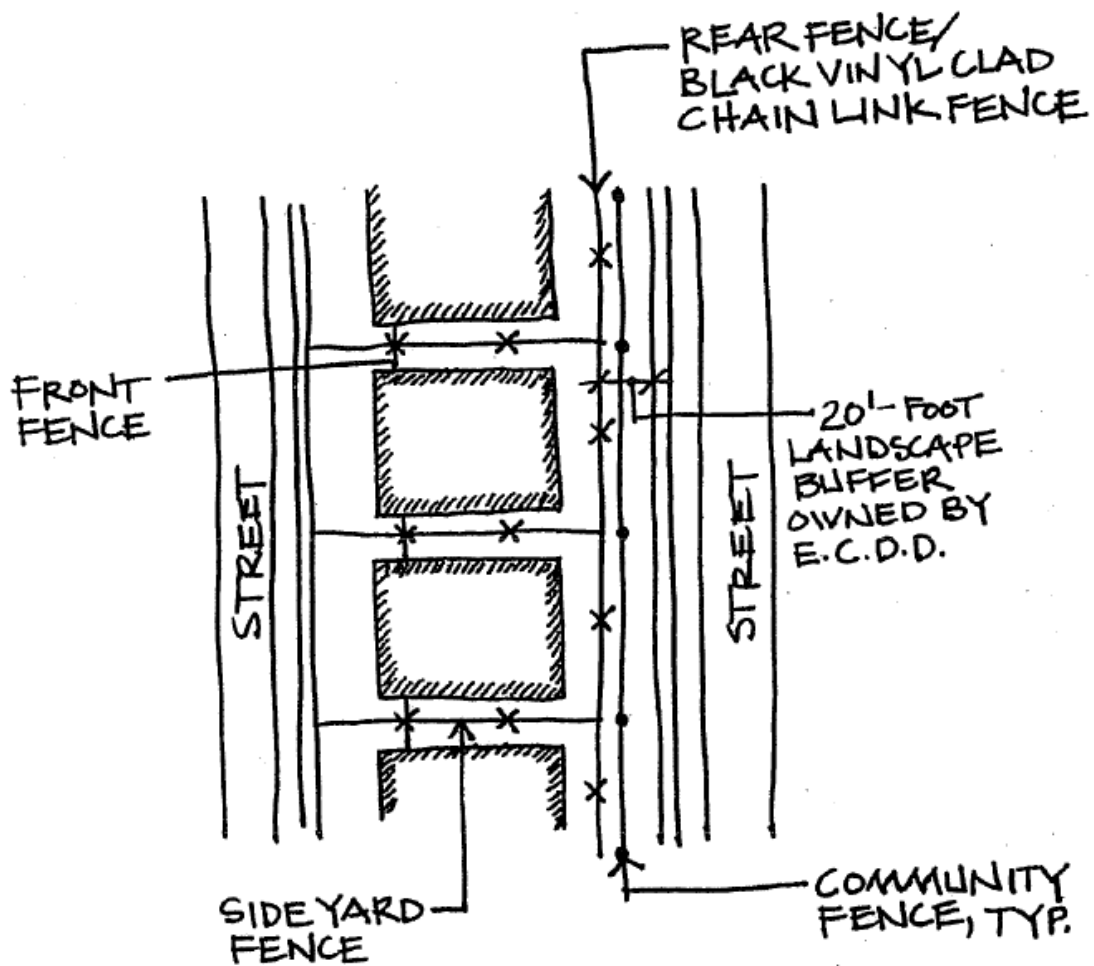 REAR FENCE/
BLACK VINYL CLAD
CHAIN LINK FENCE
FRONT
FENCE
20'-FOOT
LANDSCAPE
BUFFER
OWNED BY
E.C.D.D.
STREET
STREET
SIDE YARD
FENCE
COMMUNITY
FENCE, TYP.